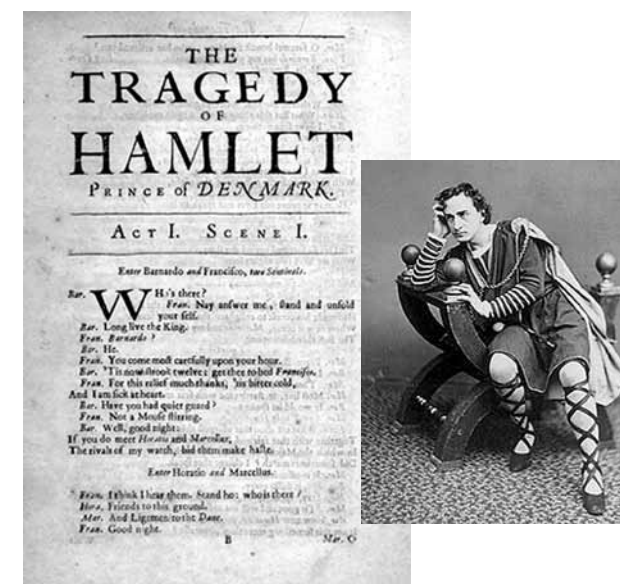 THE
TRAGEDY
OF
HAMLET
PRINCE of DENMARK.
ACT I. SCENE I.
Enter Barnardo and Francisco, two Sentinels.
Bar. WHo's there?
Fran. Nay answer me, stand and unfold
your self.
Bar. Long live the King.
Fran. Barnardo?
Bar. He.
Fran. You come most carefully upon your hour.
Bar. 'Tis now strook twelve: get thee to bed Francisco.
Fran. For this relief much thanks, 'tis bitter cold,
And I am sick at heart.
Bar. Have you had quiet guard?
Fran. Not a Mouse stirring.
Bar. Well, good night:
If you do meet Horatio and Marcellus,
The rivals of my watch, bid them make haste.
Enter Horatio and Marcellus.
Fran. I think I hear them. Stand ho: who is there?
Hora. Friends to this ground.
Mar. And Ligemen to the Dane.
Fran. Good night.
B Mar. O